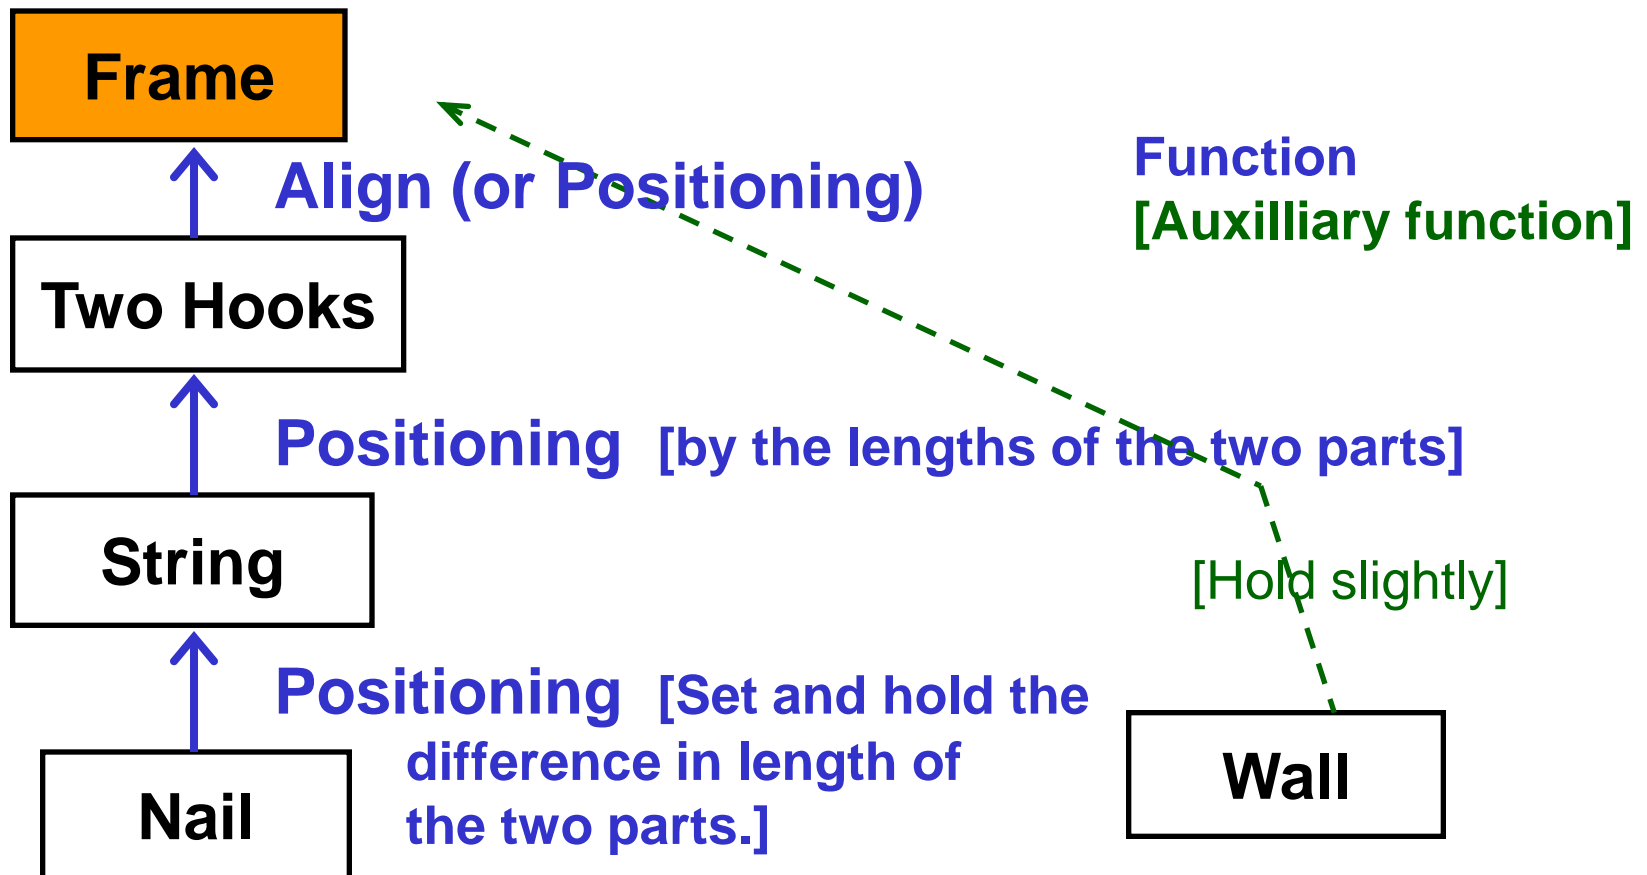 Frame
Function
Align (or Positioning)
[Auxilliary function]
Two Hooks
Positioning [by the lengths of the two parts]
String
[Hold slightly]
Positioning [Set and hold the
difference in length of
the two parts.]
Wall
Nail